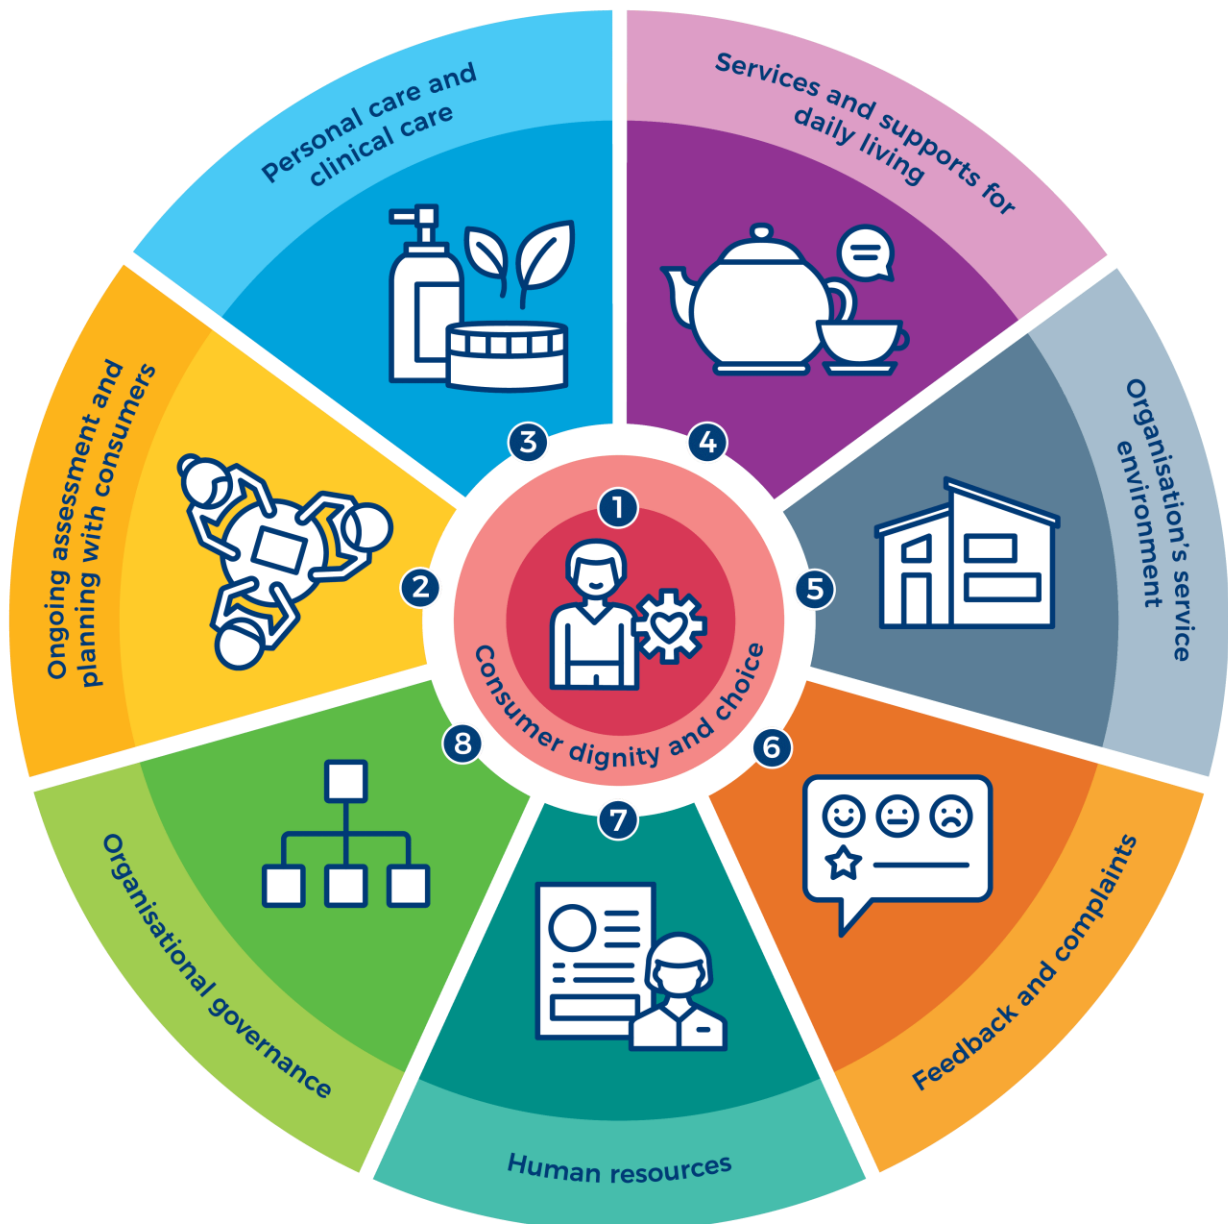 1
Consumer dignity and choice
2
Ongoing assessment and
planning with consumers
3
Personal care and
clinical care
4
Services and supports for
daily living
5
Organisation's service
environment
6
Feedback and complaints
7
Human resources
8
Organisational governance